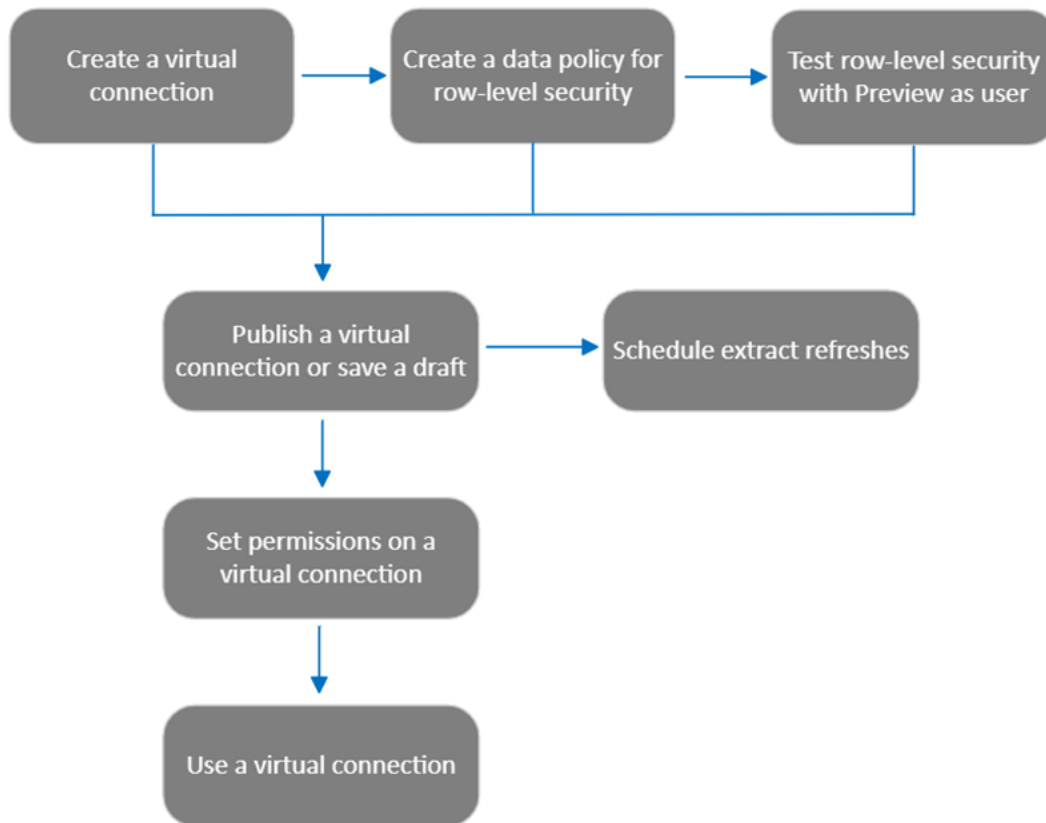 Create a virtual
connection
Create a data policy for
row-level security
Test row-level security
with Preview as user
Publish a virtual
connection or save a draft
Schedule extract refreshes
Set permissions on a
virtual connection
Use a virtual connection